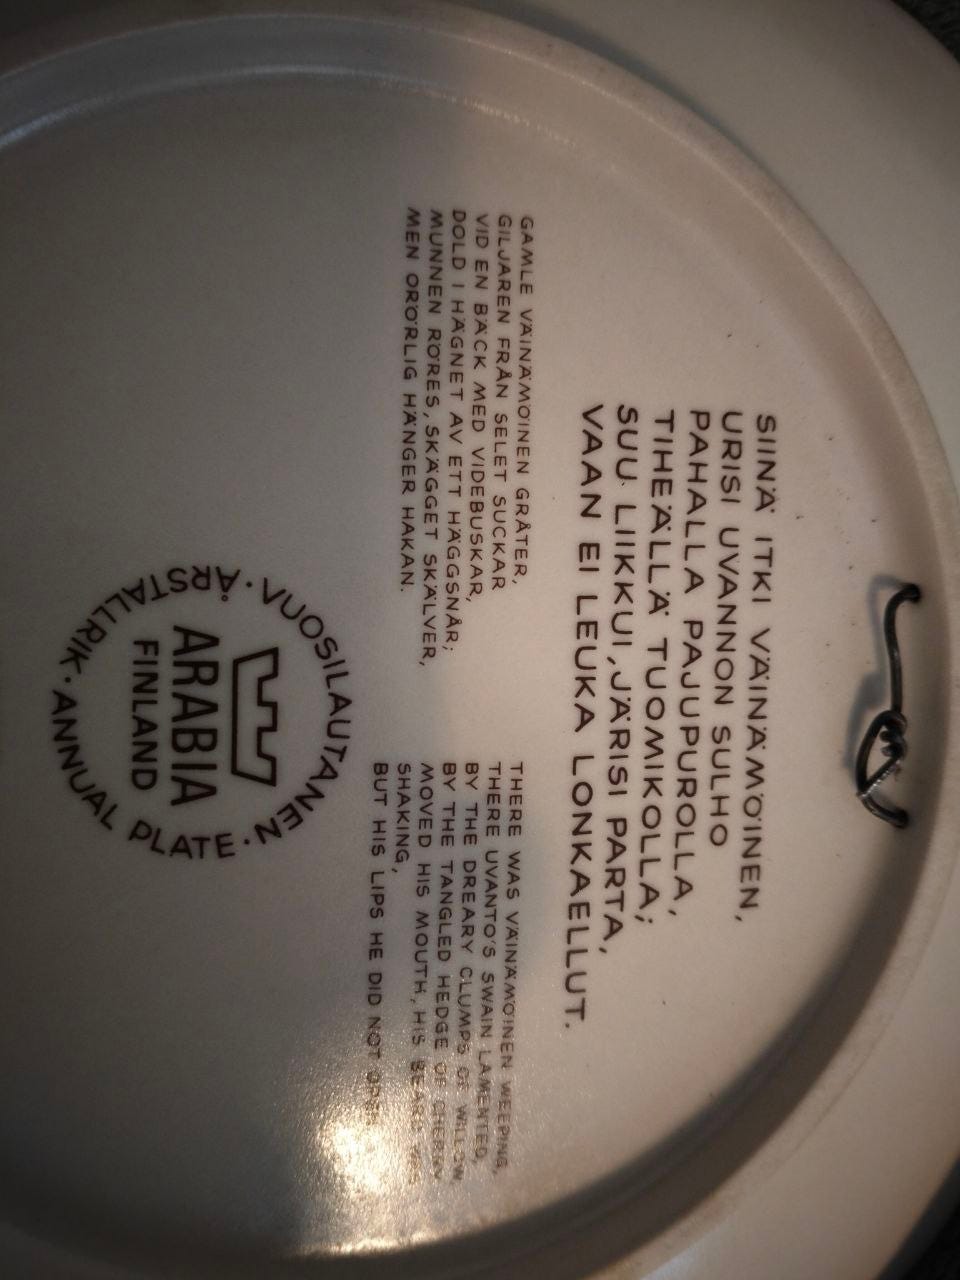 SIINÄ ITKI VÄINÄMÖINEN,
URISI UVANNON SULHO
PAHALLA PAJUPUROLLA,
TIHEÄLLÄ TUOMIKOLLA;
SUU LIIKKUI, JÄRISI PARTA,
VAAN EI LEUKA LONKAELLUT.
GAMLE VÄINÄMÖINEN GRÅTER,
GILJAREN FRÅN SELET SUCKAR
VID EN BÄCK MED VIDEBUSKAR,
DOLD I HÄGNET AV ETT HÄGGSNÅR;
MUNNEN RÖRES, SKÄGGET SKÄLVER,
MEN ORÖRLIG HÄNGER HAKAN.
THERE WAS VÄINÄMÖINEN WEEPING,
THERE UVANTO'S SWAIN LAMENTED,
BY THE DREARY CLUMPS OF WILLOW
BY THE TANGLED HEDGE OF CHERRY
MOVED HIS MOUTH, HIS BEARD WAS
SHAKING,
BUT HIS LIPS HE DID NOT OPEN
VUOSILAUTANEN · ANNUAL PLATE · ÅRSTALLRIK ·
ARABIA
FINLAND